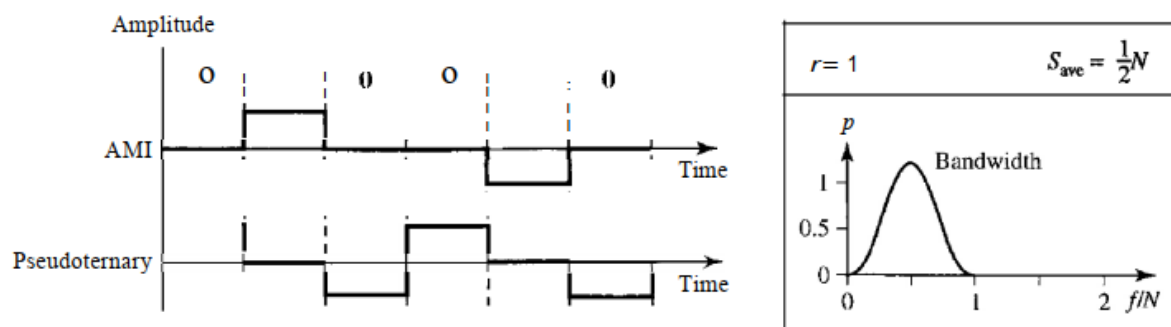 Amplitude
O 0 O 0
AMI
Time
Pseudoternary
Time
r = 1 S_ave = 1/2 N
p
Bandwidth
1
0.5
0
0 1 2 f/N